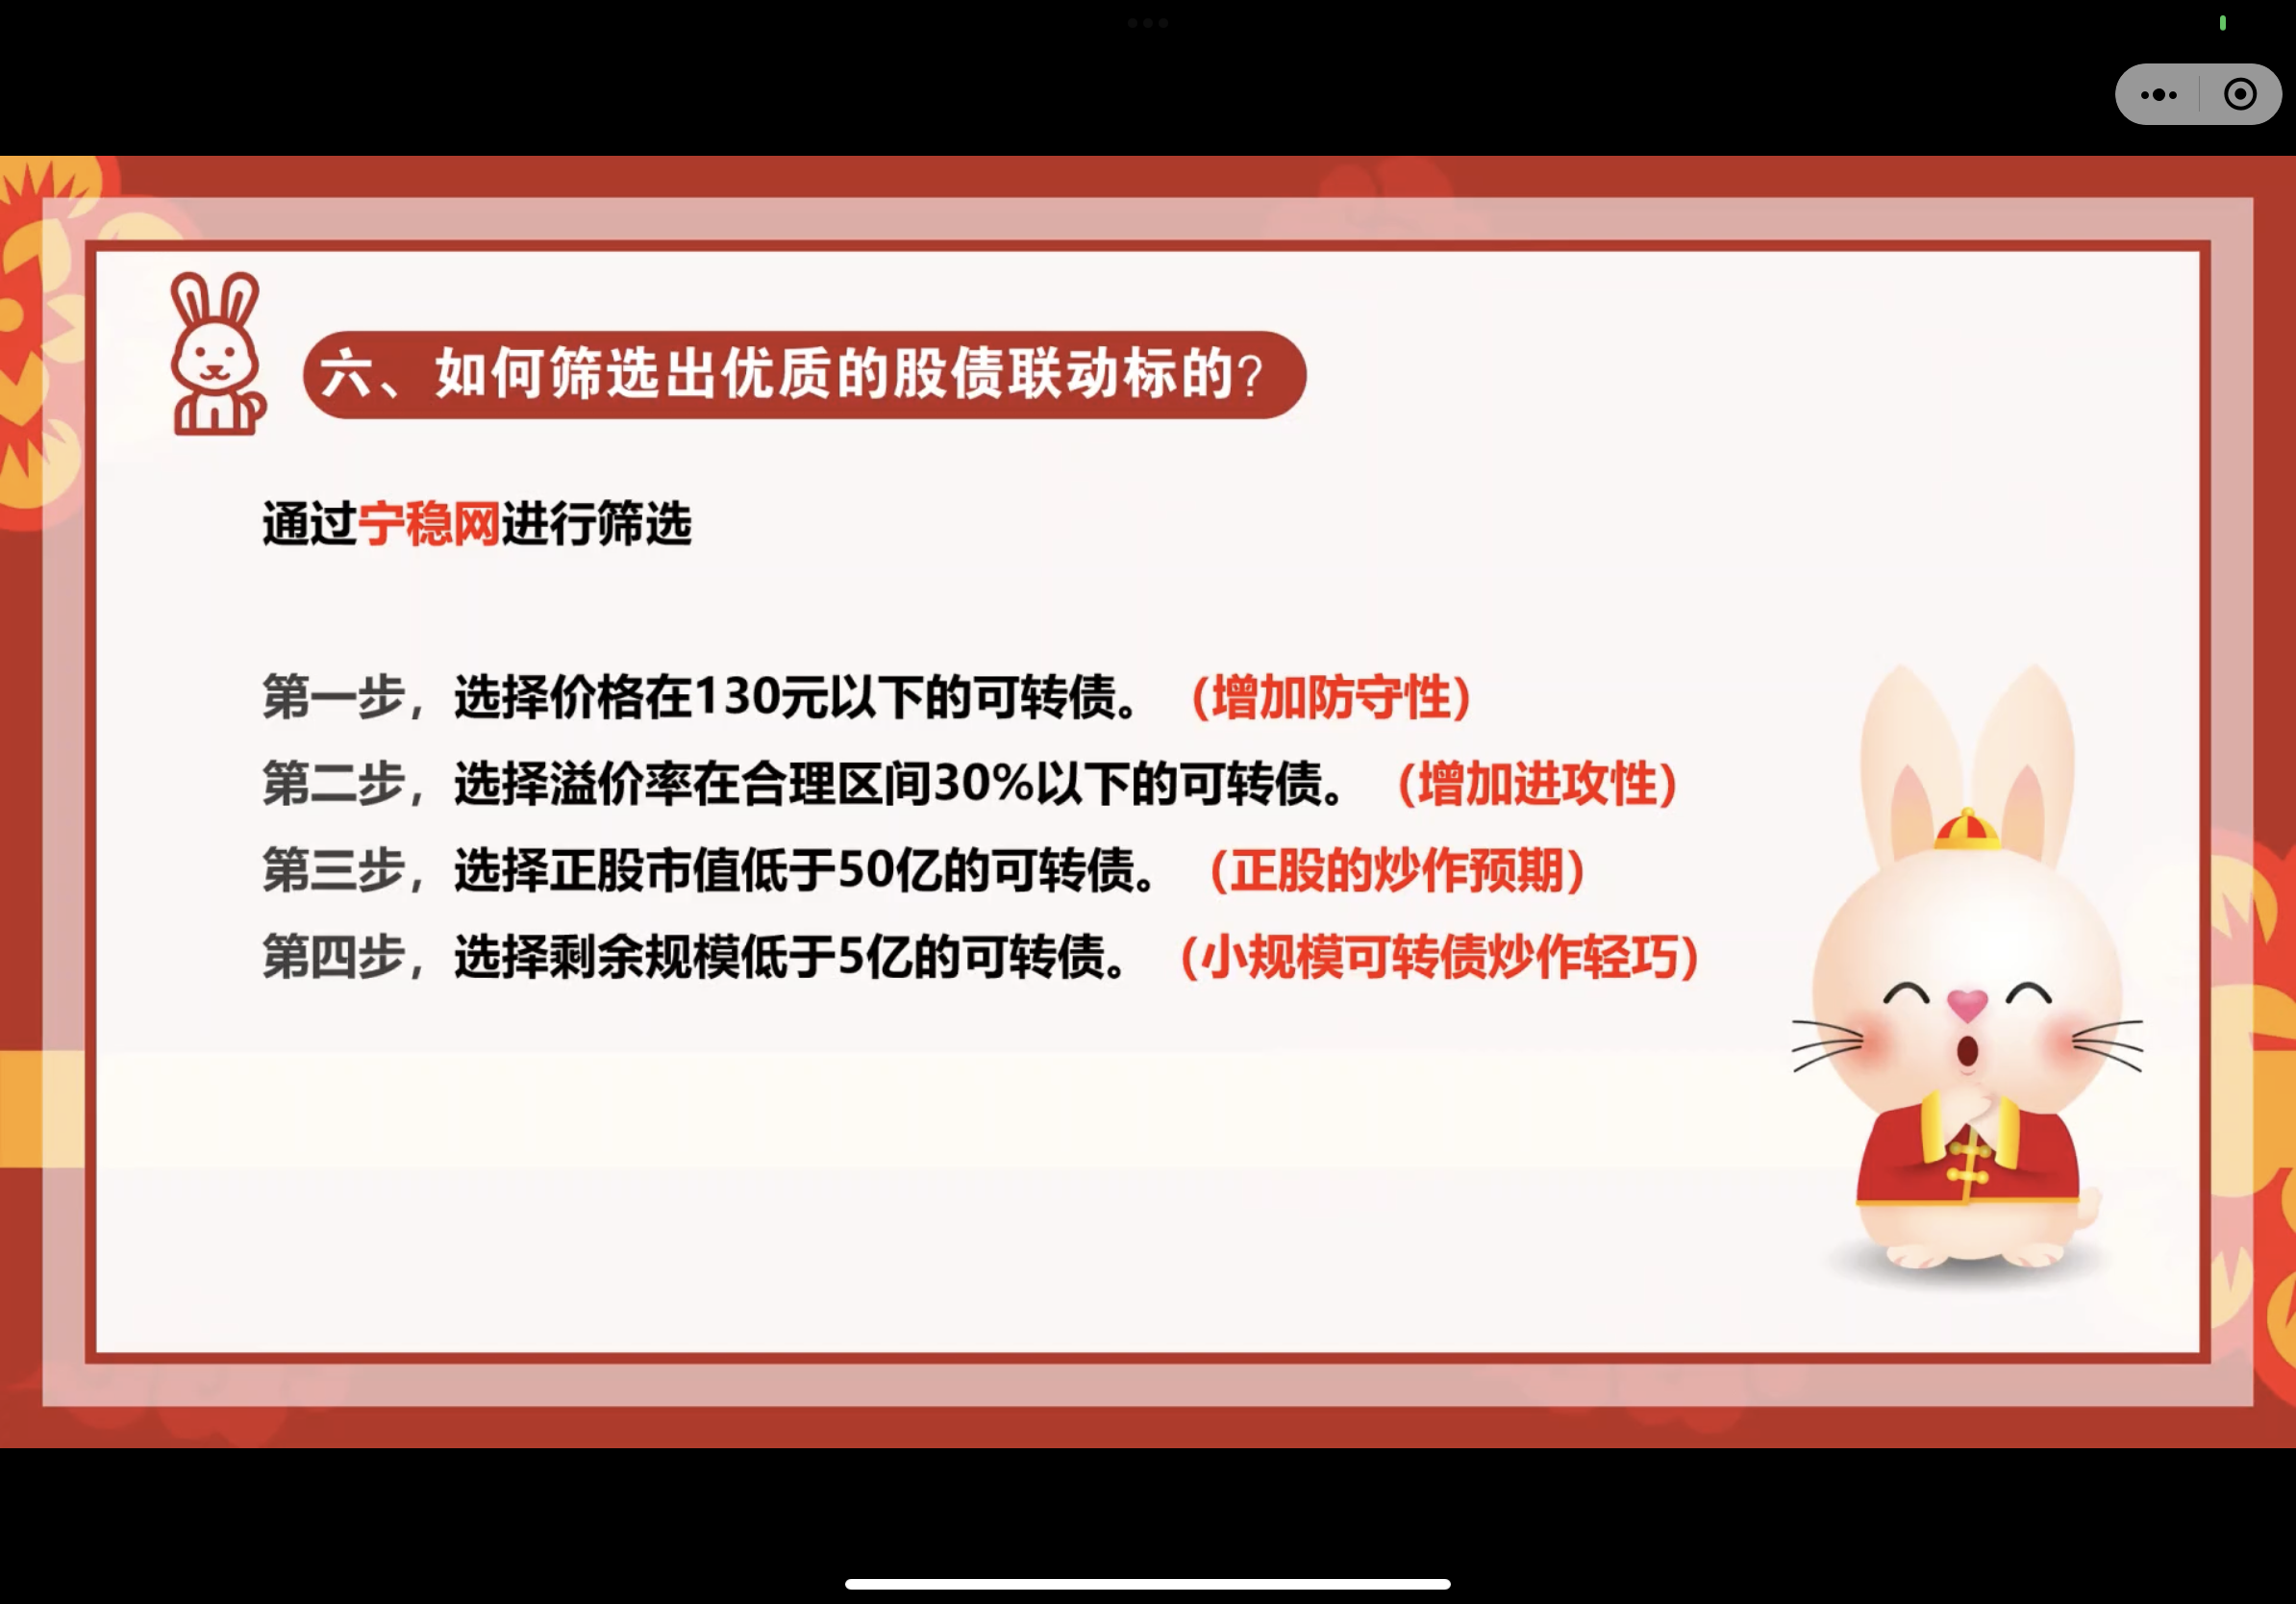 六、如何筛选出优质的股债联动标的?
通过宁稳网进行筛选
第一步，选择价格在130元以下的可转债。（增加防守性）
第二步，选择溢价率在合理区间30%以下的可转债。（增加进攻性）
第三步，选择正股市值低于50亿的可转债。（正股的炒作预期）
第四步，选择剩余规模低于5亿的可转债。（小规模可转债炒作轻巧）